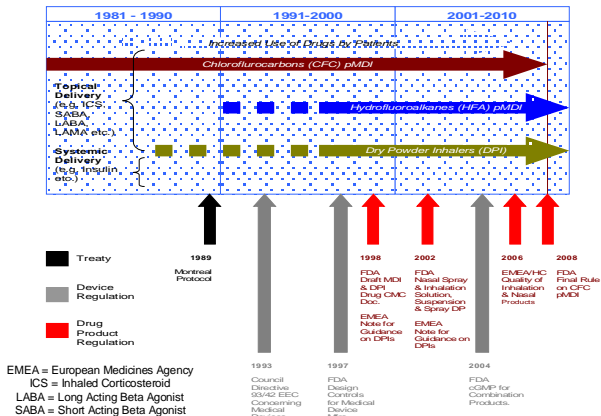 1981 - 1990 1991-2000 2001-2010
Increased Use of Drugs by Patients
Chloroflurocarbons (CFC) pMDI
Topical
Delivery
(e.g. ICS,
SABA,
LABA,
LAMA etc.)
Hydrofluoroalkanes (HFA) pMDI
Systemic
Delivery
(e.g. Insulin
etc.)
Dry Powder Inhalers (DPI)
Treaty
Device
Regulation
Drug
Product
Regulation
1989
Montreal
Protocol
1998
FDA
Draft MDI
& DPI
Drug CMC
Doc.
EMEA
Note for
Guidance
on DPIs
2002
FDA
Nasal Spray
& Inhalation
Solution,
Suspension
& Spray DP
EMEA
Note for
Guidance on
DPIs
2006
EMEA/HC
Quality of
Inhalation
& Nasal
Products
2008
FDA
Final Rule
on CFC
pMDI
1993
Council
Directive
93/42 EEC
Concerning
Medical
1997
FDA
Design
Controls
for Medical
Device
2004
FDA
cGMP for
Combination
Products.
EMEA = European Medicines Agency
ICS = Inhaled Corticosteroid
LABA = Long Acting Beta Agonist
SABA = Short Acting Beta Agonist